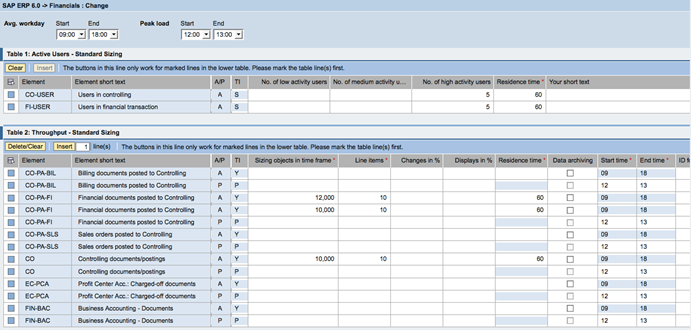 SAP ERP 6.0 -> Financials : Change
Avg. workday Start End Peak load Start End
09:00 18:00 12:00 13:00
Table 1: Active Users - Standard Sizing
Clear Insert The buttons in this line only work for marked lines in the lower table. Please mark the table line(s) first.
Element Element short text A/P TI No. of low activity users No. of medium activity u... No. of high activity users Residence time * Your short text
CO-USER Users in controlling A S 5 60
FI-USER Users in financial transaction A S 5 60
Table 2: Throughput - Standard Sizing
Delete/Clear Insert 1 line(s) The buttons in this line only work for marked lines in the lower table. Please mark the table line(s) first.
Element Element short text A/P TI Sizing objects in time frame * Line items * Changes in % Displays in % Residence time * Data archiving Start time * End time * ID
CO-PA-BIL Billing documents posted to Controlling A Y 09 18
CO-PA-BIL Billing documents posted to Controlling P P 12 13
CO-PA-FI Financial documents posted to Controlling A Y 12,000 10 60 09 18
CO-PA-FI Financial documents posted to Controlling A Y 10,000 10 60 09 18
CO-PA-FI Financial documents posted to Controlling P P 12 13
CO-PA-SLS Sales orders posted to Controlling A Y 09 18
CO-PA-SLS Sales orders posted to Controlling P P 12 13
CO Controlling documents/postings A Y 10,000 10 60 09 18
CO Controlling documents/postings P P 12 13
EC-PCA Profit Center Acc.: Charged-off documents A Y 09 18
EC-PCA Profit Center Acc.: Charged-off documents P P 12 13
FIN-BAC Business Accounting - Documents A Y 09 18
FIN-BAC Business Accounting - Documents P P 12 13